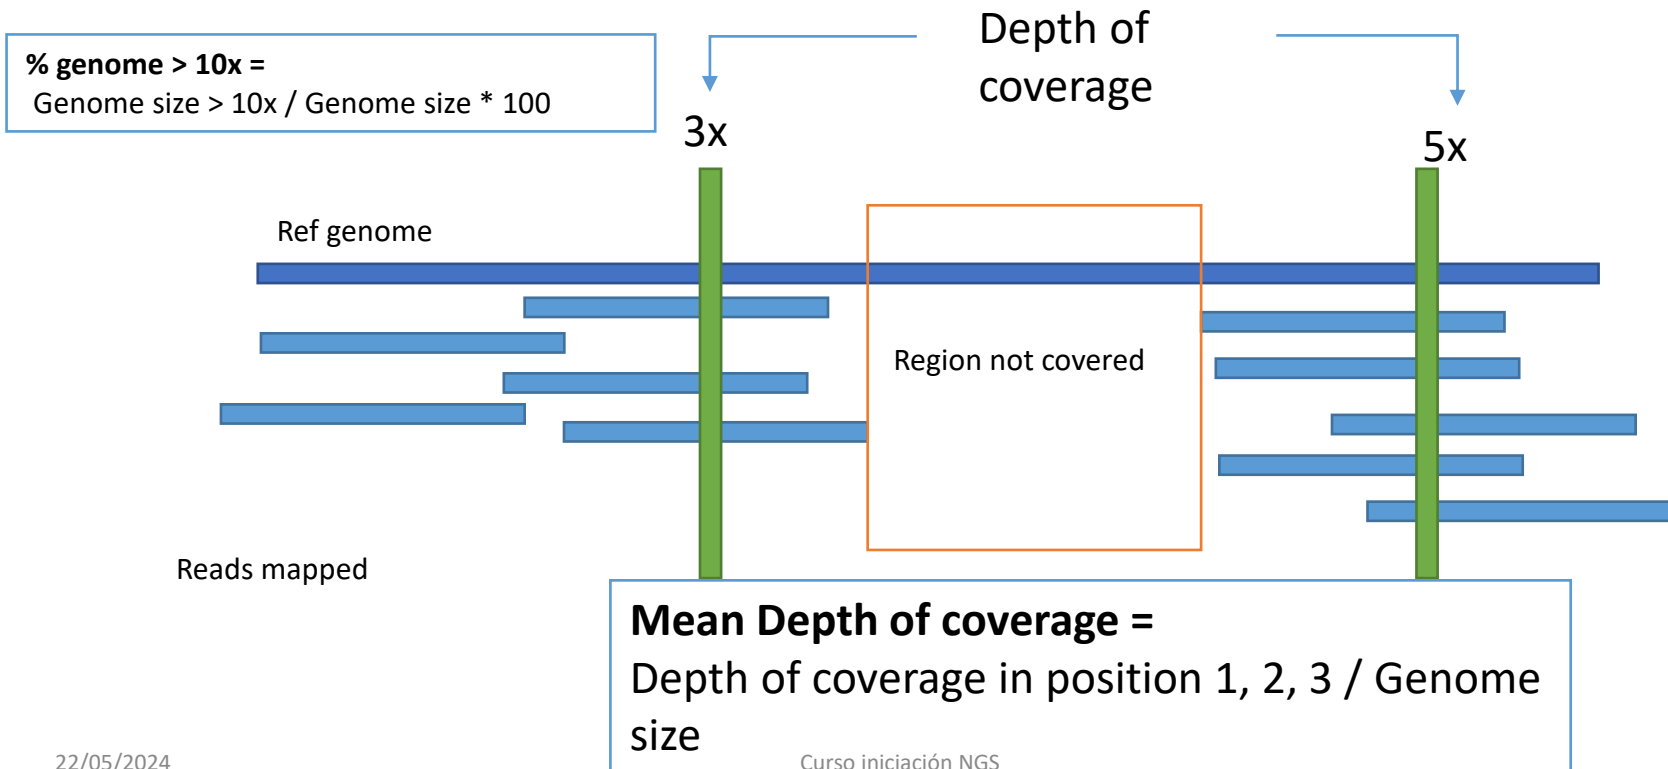 % genome > 10x =
Genome size > 10x / Genome size * 100
Depth of
coverage
3x
5x
Ref genome
Region not covered
Reads mapped
Mean Depth of coverage =
Depth of coverage in position 1, 2, 3 / Genome
size
22/05/2024
Curso iniciación NGS